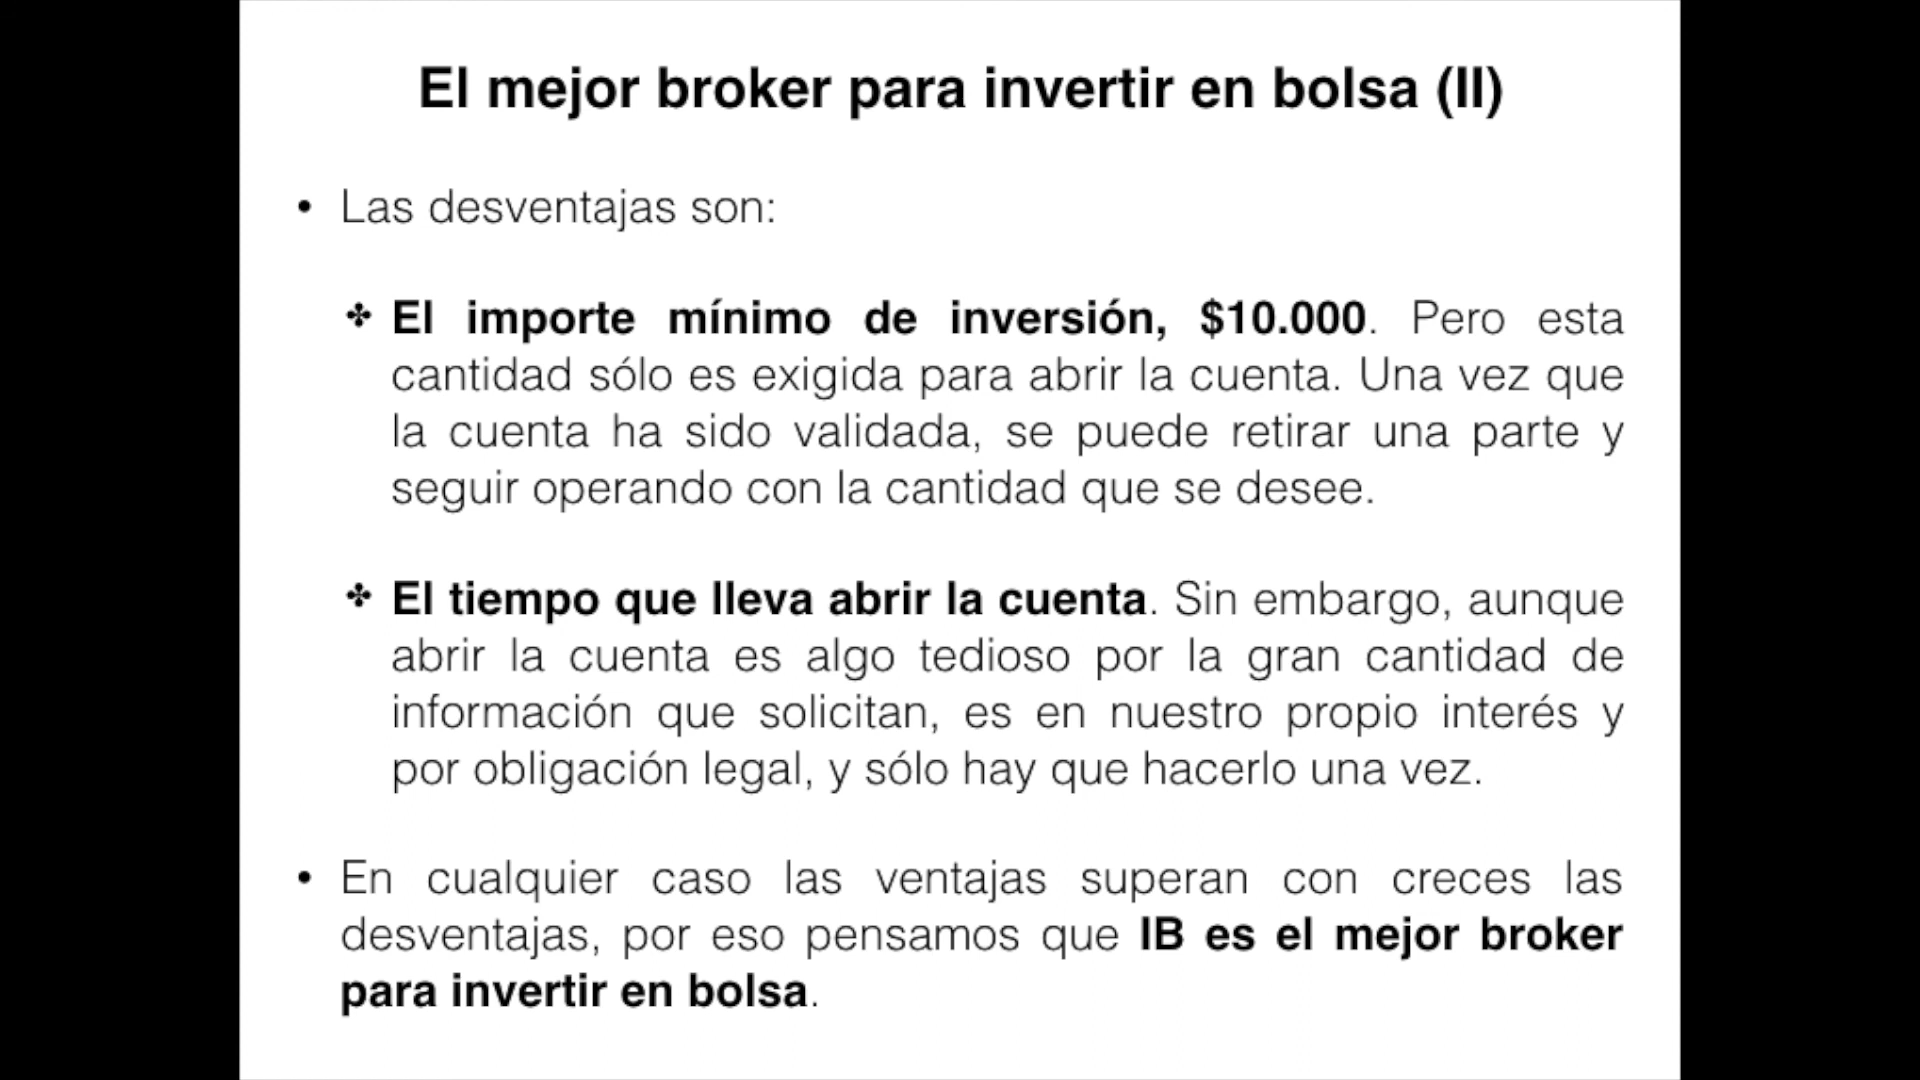 El mejor broker para invertir en bolsa (II)
• Las desventajas son:
✤ El importe mínimo de inversión, $10.000. Pero esta
cantidad sólo es exigida para abrir la cuenta. Una vez que
la cuenta ha sido validada, se puede retirar una parte y
seguir operando con la cantidad que se desee.
✤ El tiempo que lleva abrir la cuenta. Sin embargo, aunque
abrir la cuenta es algo tedioso por la gran cantidad de
información que solicitan, es en nuestro propio interés y
por obligación legal, y sólo hay que hacerlo una vez.
• En cualquier caso las ventajas superan con creces las
desventajas, por eso pensamos que IB es el mejor broker
para invertir en bolsa.